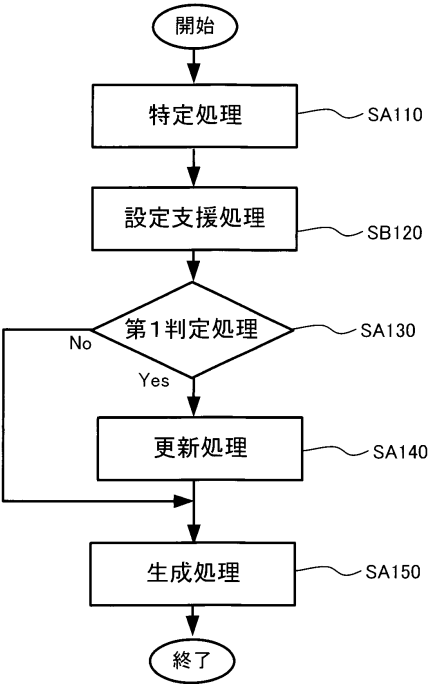 開始
特定処理
SA110
設定支援処理
SB120
第1判定処理
SA130
No
Yes
更新処理
SA140
生成処理
SA150
終了